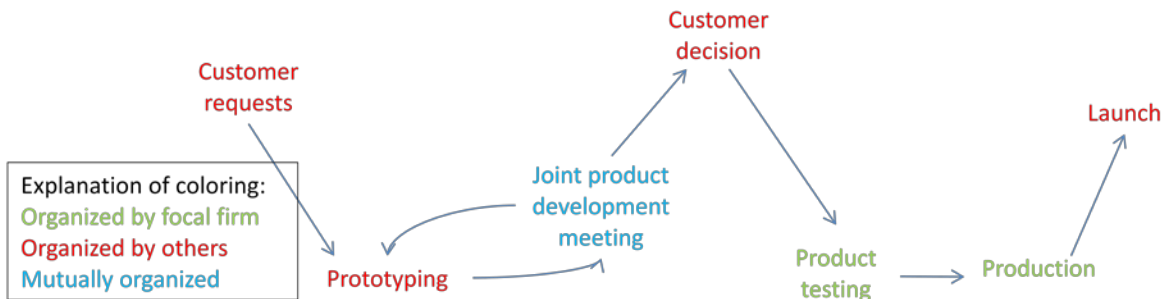 Customer
requests
Customer
decision
Launch
Explanation of coloring:
Organized by focal firm
Organized by others
Mutually organized
Joint product
development
meeting
Prototyping
Product
testing
Production